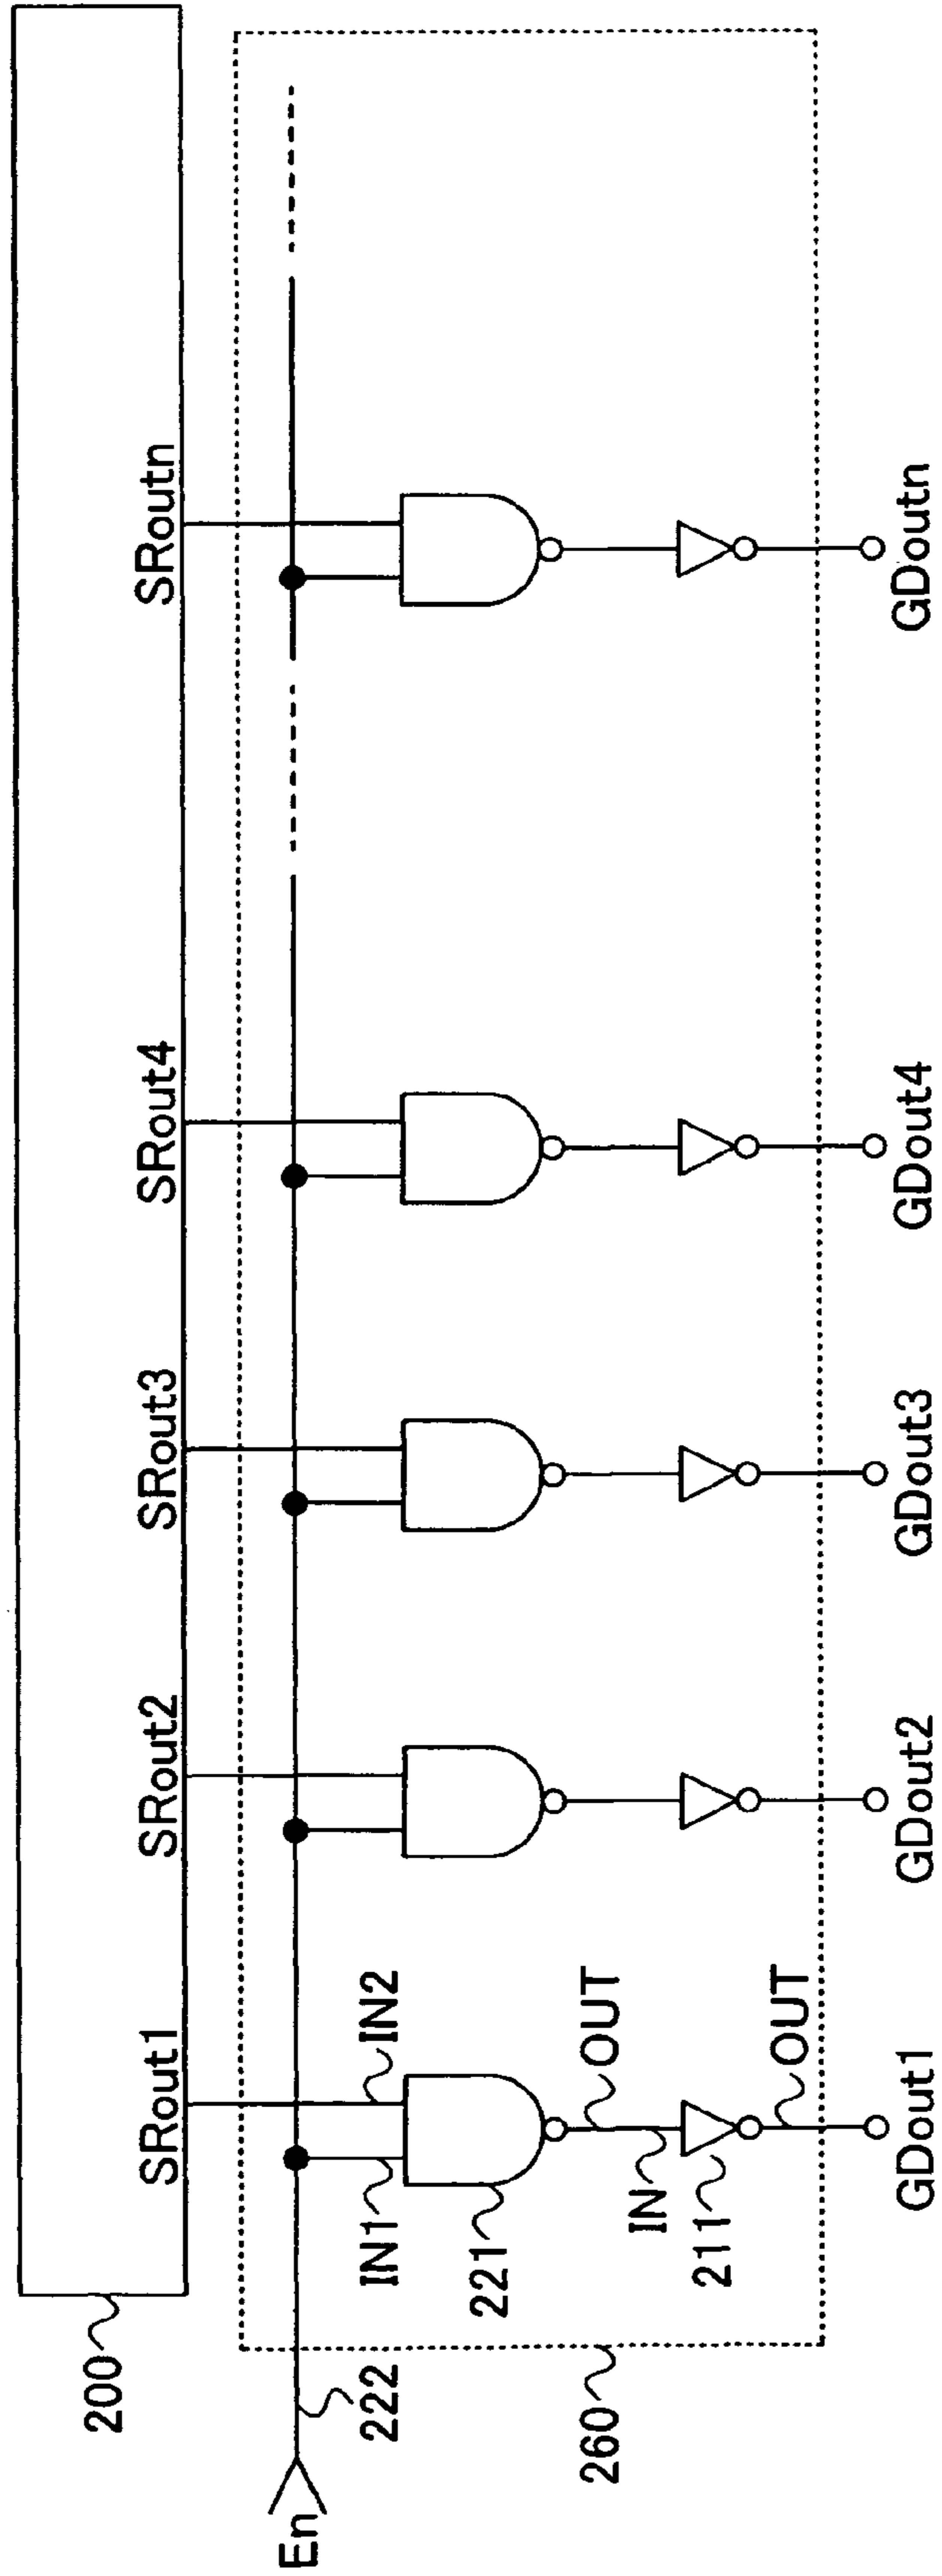 200
SRout1
SRout2
SRout3
SRout4
SRoutn
En
222
IN1
IN2
221
OUT
IN
211
OUT
260
GDout1
GDout2
GDout3
GDout4
GDoutn